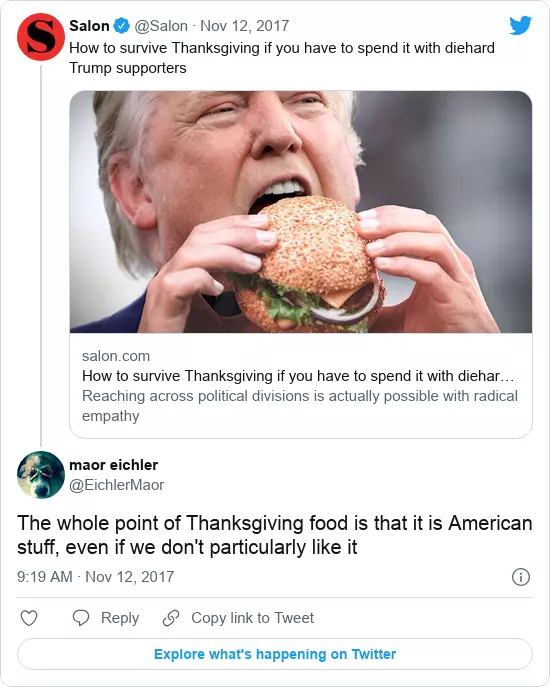 Salon @Salon · Nov 12, 2017
How to survive Thanksgiving if you have to spend it with diehard
Trump supporters
S
salon.com
How to survive Thanksgiving if you have to spend it with diehar…
Reaching across political divisions is actually possible with radical
empathy
maor eichler
@EichlerMaor
The whole point of Thanksgiving food is that it is American
stuff, even if we don't particularly like it
9:19 AM · Nov 12, 2017
Reply Copy link to Tweet
Explore what's happening on Twitter